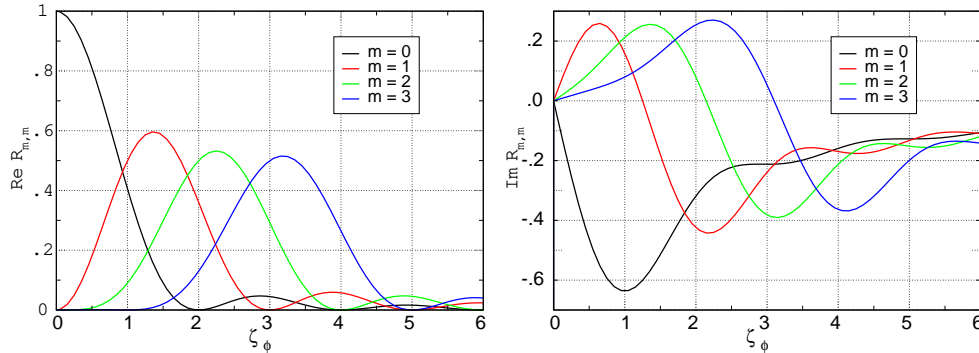 Re R_{m,m}
1.
.8
.6
.4
.2
0
0 1 2 3 4 5 6
ζ_ϕ
m = 0
m = 1
m = 2
m = 3
Im R_{m,m}
.2
.0
-.2
-.4
-.6
0 1 2 3 4 5 6
ζ_ϕ
m = 0
m = 1
m = 2
m = 3